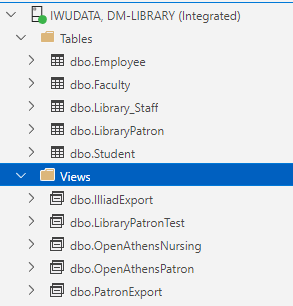 IWUDATA, DM-LIBRARY (Integrated)
Tables
dbo.Employee
dbo.Faculty
dbo.Library_Staff
dbo.LibraryPatron
dbo.Student
Views
dbo.IlliadExport
dbo.LibraryPatronTest
dbo.OpenAthensNursing
dbo.OpenAthensPatron
dbo.PatronExport